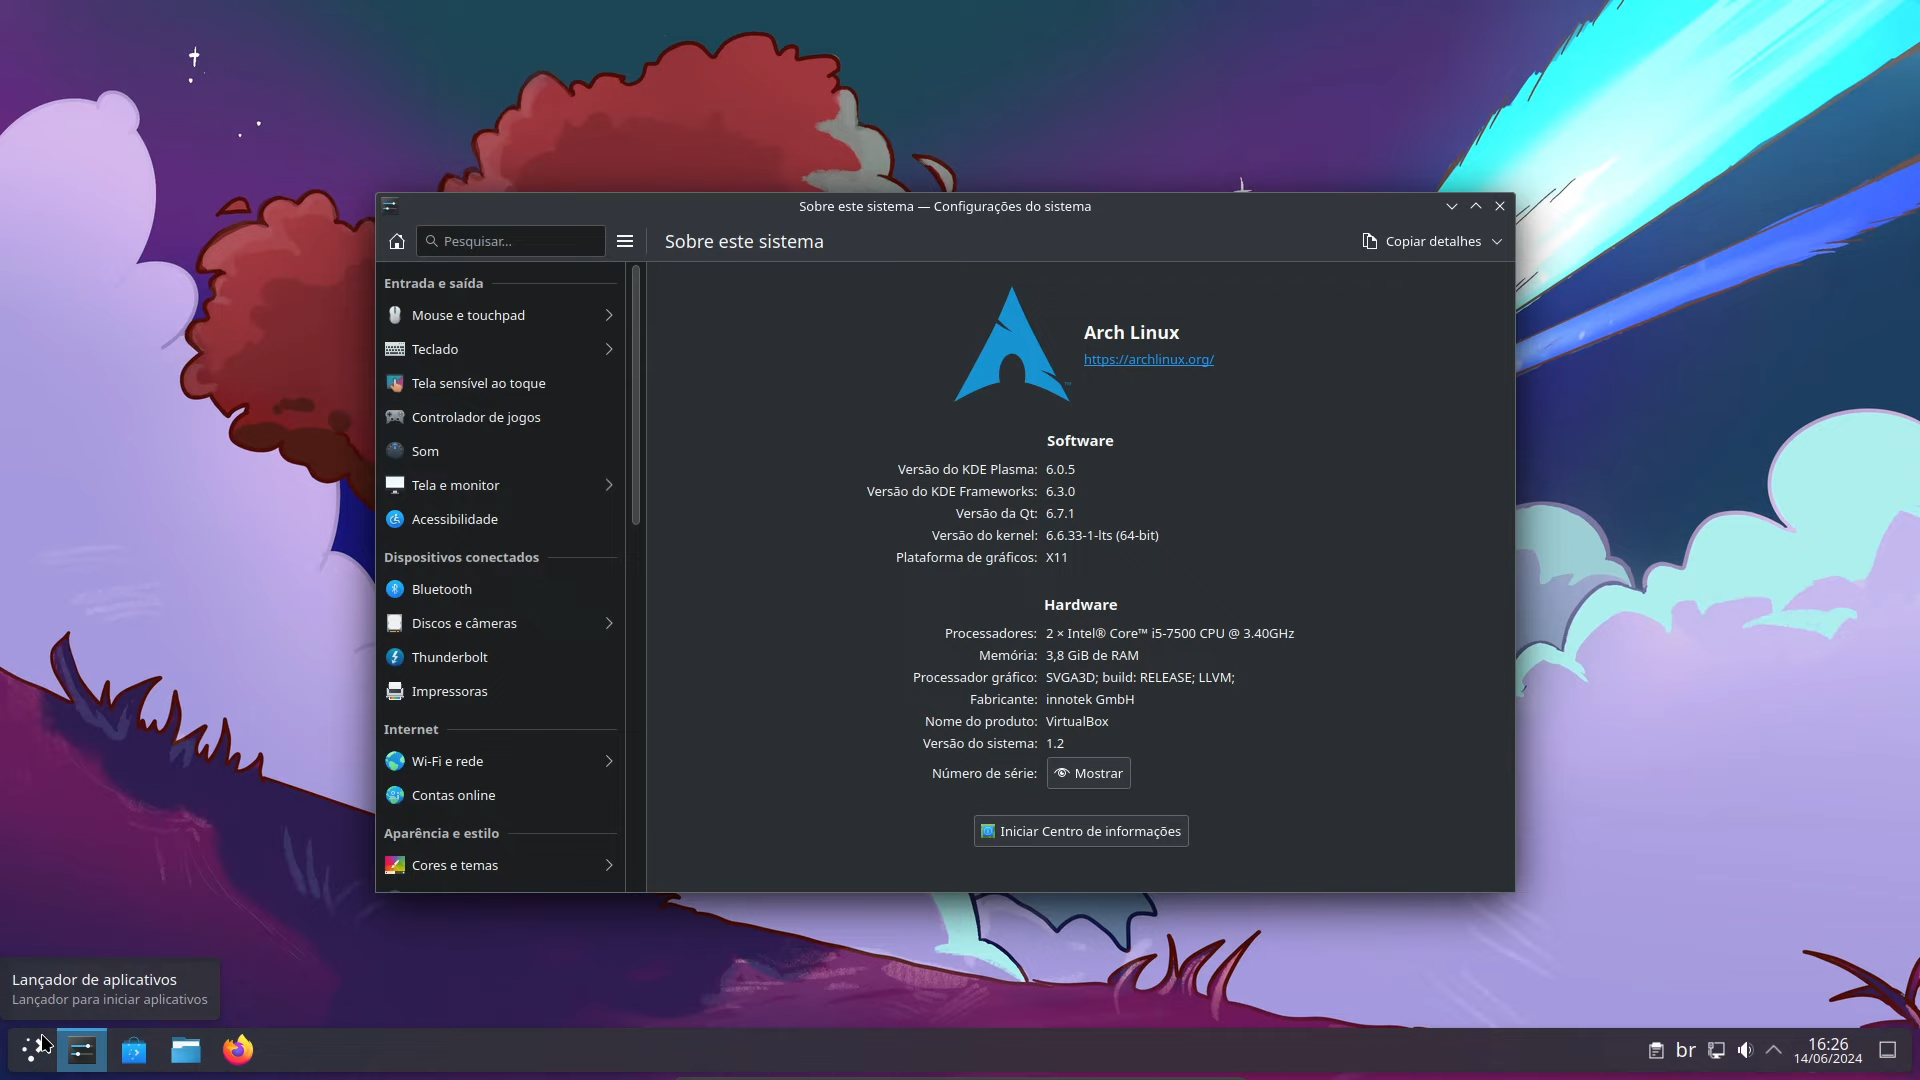 Sobre este sistema — Configurações do sistema
Pesquisar...
Sobre este sistema
Copiar detalhes
Entrada e saída
Mouse e touchpad
Teclado
Tela sensível ao toque
Controlador de jogos
Som
Tela e monitor
Acessibilidade
Dispositivos conectados
Bluetooth
Discos e câmeras
Thunderbolt
Impressoras
Internet
Wi-Fi e rede
Contas online
Aparência e estilo
Cores e temas
Arch Linux
https://archlinux.org/
Software
Versão do KDE Plasma: 6.0.5
Versão do KDE Frameworks: 6.3.0
Versão da Qt: 6.7.1
Versão do kernel: 6.6.33-1-lts (64-bit)
Plataforma de gráficos: X11
Hardware
Processadores: 2 × Intel® Core™ i5-7500 CPU @ 3.40GHz
Memória: 3,8 GiB de RAM
Processador gráfico: SVGA3D; build: RELEASE; LLVM;
Fabricante: innotek GmbH
Nome do produto: VirtualBox
Versão do sistema: 1.2
Número de série: Mostrar
Iniciar Centro de informações
Lançador de aplicativos
Lançador para iniciar aplicativos
br
16:26
14/06/2024